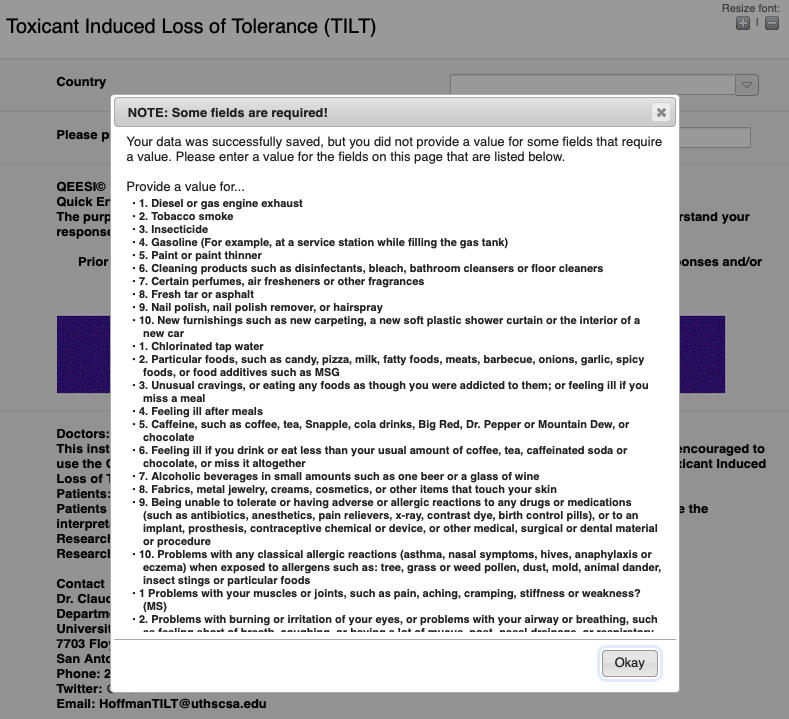 Resize font:
Toxicant Induced Loss of Tolerance (TILT)
Country
NOTE: Some fields are required!
Your data was successfully saved, but you did not provide a value for some fields that require
a value. Please enter a value for the fields on this page that are listed below.
Please p
Provide a value for...
QEESI©
• 1. Diesel or gas engine exhaust
Quick En
• 2. Tobacco smoke
The purp
rstand your
• 3. Insecticide
response
• 4. Gasoline (For example, at a service station while filling the gas tank)
• 5. Paint or paint thinner
Prior
onses and/or
• 6. Cleaning products such as disinfectants, bleach, bathroom cleansers or floor cleaners
• 7. Certain perfumes, air fresheners or other fragrances
• 8. Fresh tar or asphalt
• 9. Nail polish, nail polish remover, or hairspray
• 10. New furnishings such as new carpeting, a new soft plastic shower curtain or the interior of a
new car
• 1. Chlorinated tap water
• 2. Particular foods, such as candy, pizza, milk, fatty foods, meats, barbecue, onions, garlic, spicy
foods, or food additives such as MSG
• 3. Unusual cravings, or eating any foods as though you were addicted to them; or feeling ill if you
miss a meal
• 4. Feeling ill after meals
• 5. Caffeine, such as coffee, tea, Snapple, cola drinks, Big Red, Dr. Pepper or Mountain Dew, or
chocolate
• 6. Feeling ill if you drink or eat less than your usual amount of coffee, tea, caffeinated soda or
chocolate, or miss it altogether
• 7. Alcoholic beverages in small amounts such as one beer or a glass of wine
• 8. Fabrics, metal jewelry, creams, cosmetics, or other items that touch your skin
• 9. Being unable to tolerate or having adverse or allergic reactions to any drugs or medications
(such as antibiotics, anesthetics, pain relievers, x-ray, contrast dye, birth control pills), or to an
implant, prosthesis, contraceptive chemical or device, or other medical, surgical or dental material
or procedure
• 10. Problems with any classical allergic reactions (asthma, nasal symptoms, hives, anaphylaxis or
eczema) when exposed to allergens such as: tree, grass or weed pollen, dust, mold, animal dander,
insect stings or particular foods
• 1 Problems with your muscles or joints, such as pain, aching, cramping, stiffness or weakness?
(MS)
• 2. Problems with burning or irritation of your eyes, or problems with your airway or breathing, such
as feeling short of breath, coughing, or having a lot of mucus, post-nasal drainage, or respiratory
Okay
Doctors:
This inst
encouraged to
use the
xicant Induced
Loss of T
Patients:
Patients
e the
interpret
Research
Research
Contact
Dr. Claud
Departm
Universit
7703 Floy
San Anto
Phone: 2
Twitter:
Email: HoffmanTILT@uthscsa.edu